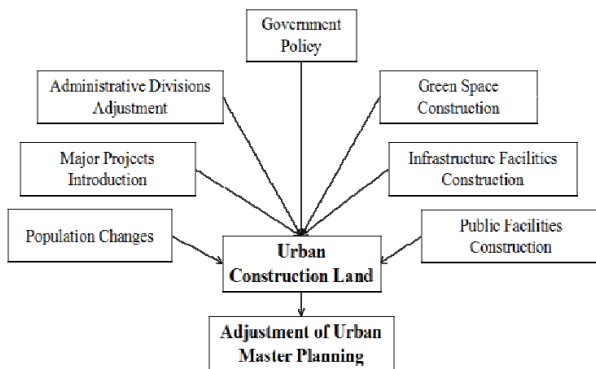 Government
Policy
Administrative Divisions
Adjustment
Green Space
Construction
Major Projects
Introduction
Infrastructure Facilities
Construction
Population Changes
Public Facilities
Construction
Urban
Construction Land
Adjustment of Urban
Master Planning